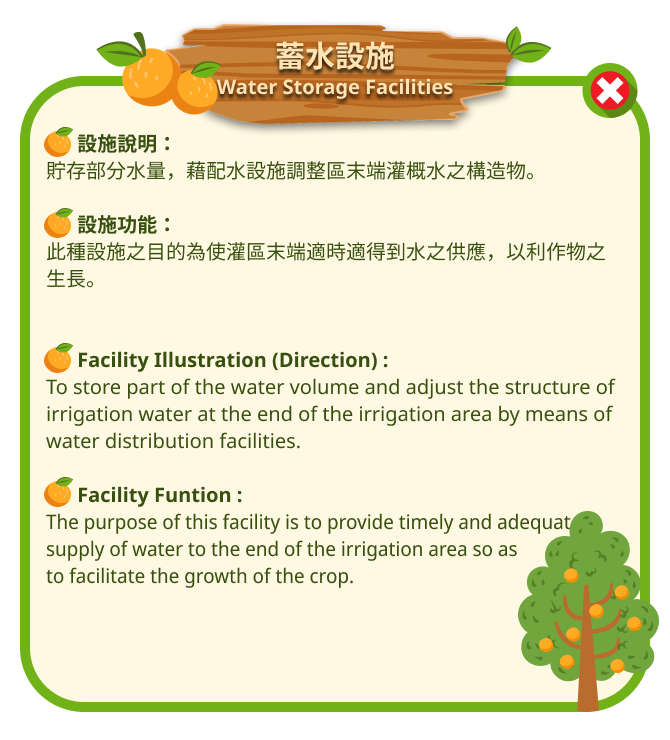 蓄水設施
Water Storage Facilities
設施說明：
貯存部分水量，藉配水設施調整區末端灌概水之構造物。
設施功能：
此種設施之目的為使灌區末端適時適得到水之供應，以利作物之
生長。
Facility Illustration (Direction) :
To store part of the water volume and adjust the structure of
irrigation water at the end of the irrigation area by means of
water distribution facilities.
Facility Funtion :
The purpose of this facility is to provide timely and adequat
supply of water to the end of the irrigation area so as
to facilitate the growth of the crop.